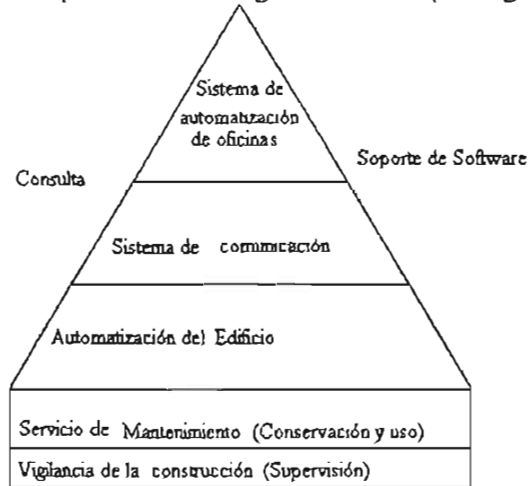 Sistema de
automatización
de oficinas
Soporte de Software
Consulta
Sistema de comunicación
Automatización del Edificio
Servicio de Mantenimiento (Conservación y uso)
Vigilancia de la construcción (Supervisión)